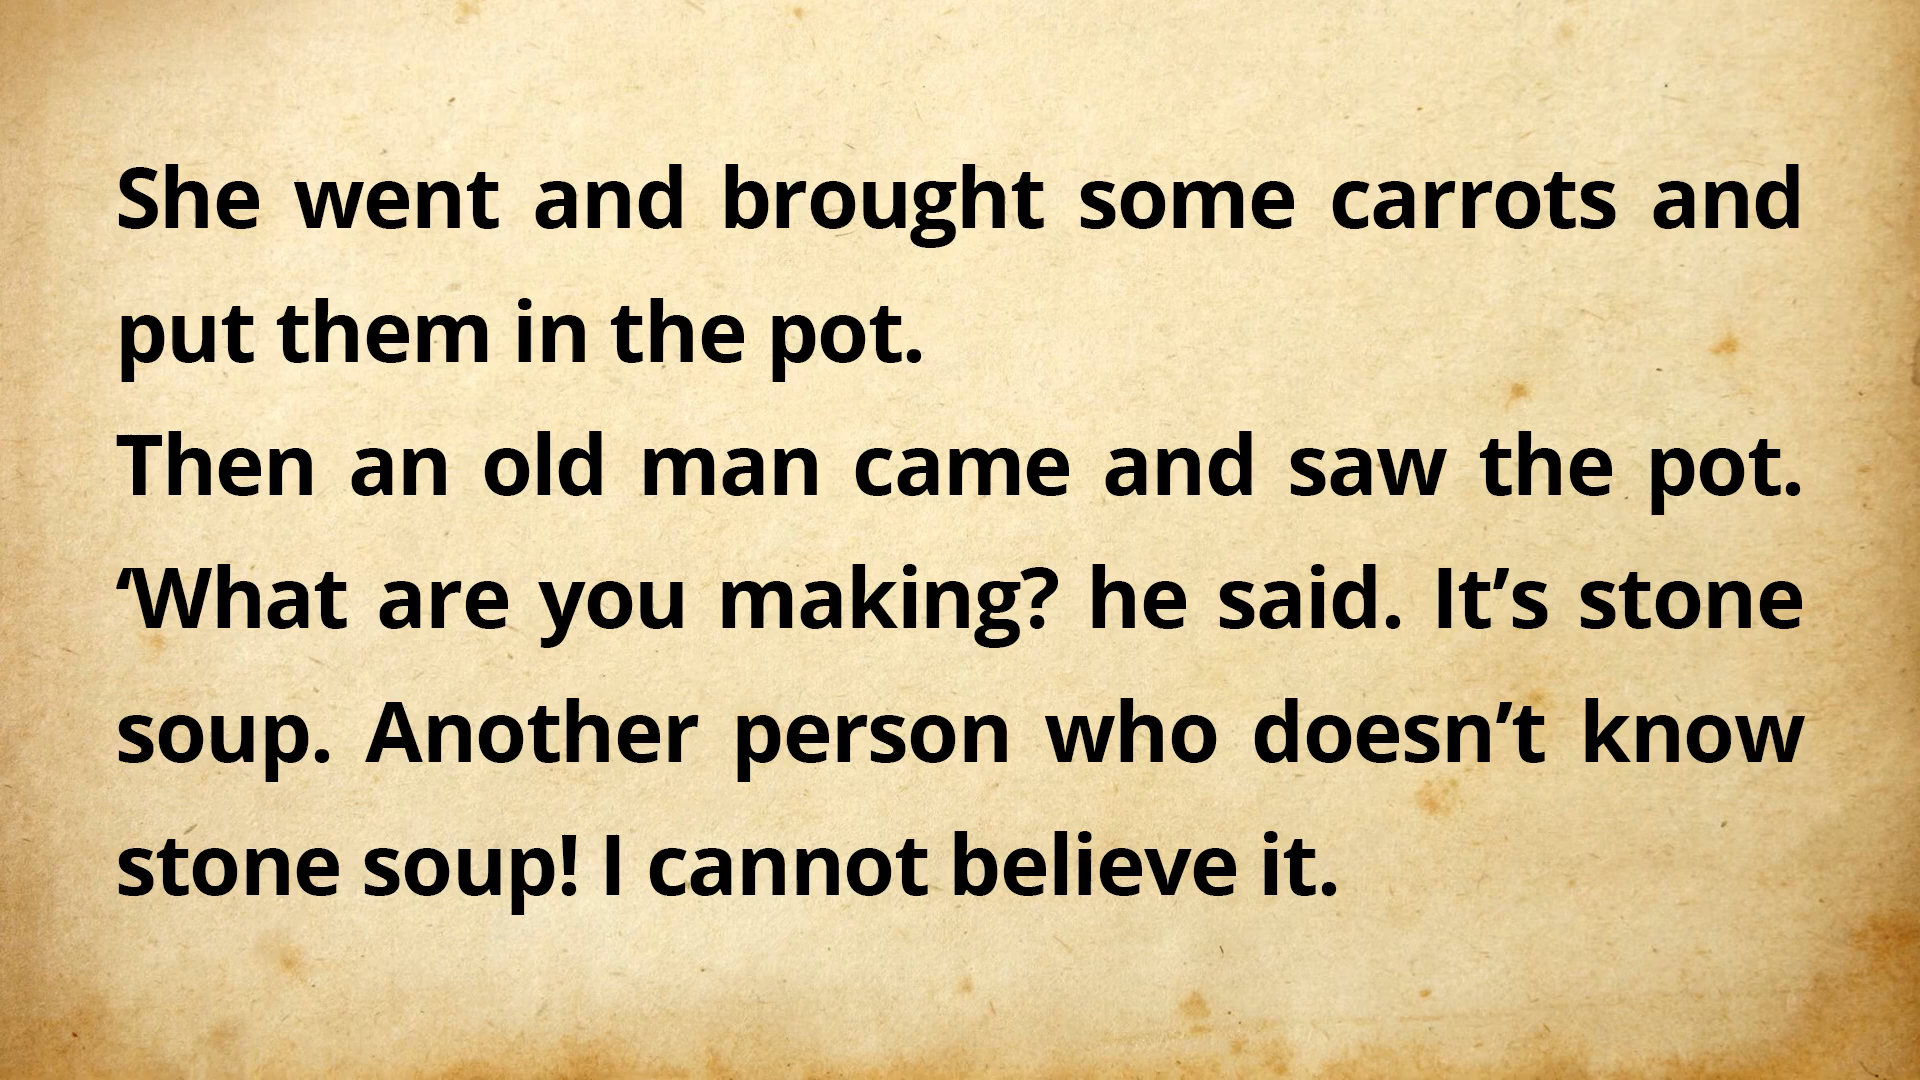 She went and brought some carrots and
put them in the pot.
Then an old man came and saw the pot.
‘What are you making? he said. It’s stone
soup. Another person who doesn’t know
stone soup! I cannot believe it.